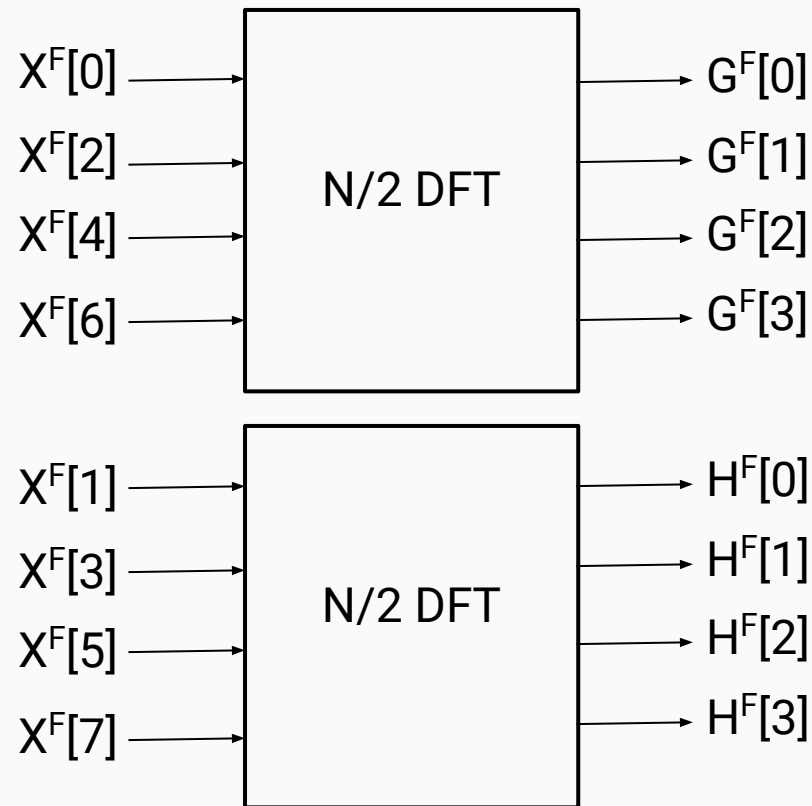 X^F[0] G^F[0]
X^F[2] G^F[1]
N/2 DFT
X^F[4] G^F[2]
X^F[6] G^F[3]
X^F[1] H^F[0]
X^F[3] H^F[1]
N/2 DFT
X^F[5] H^F[2]
X^F[7] H^F[3]